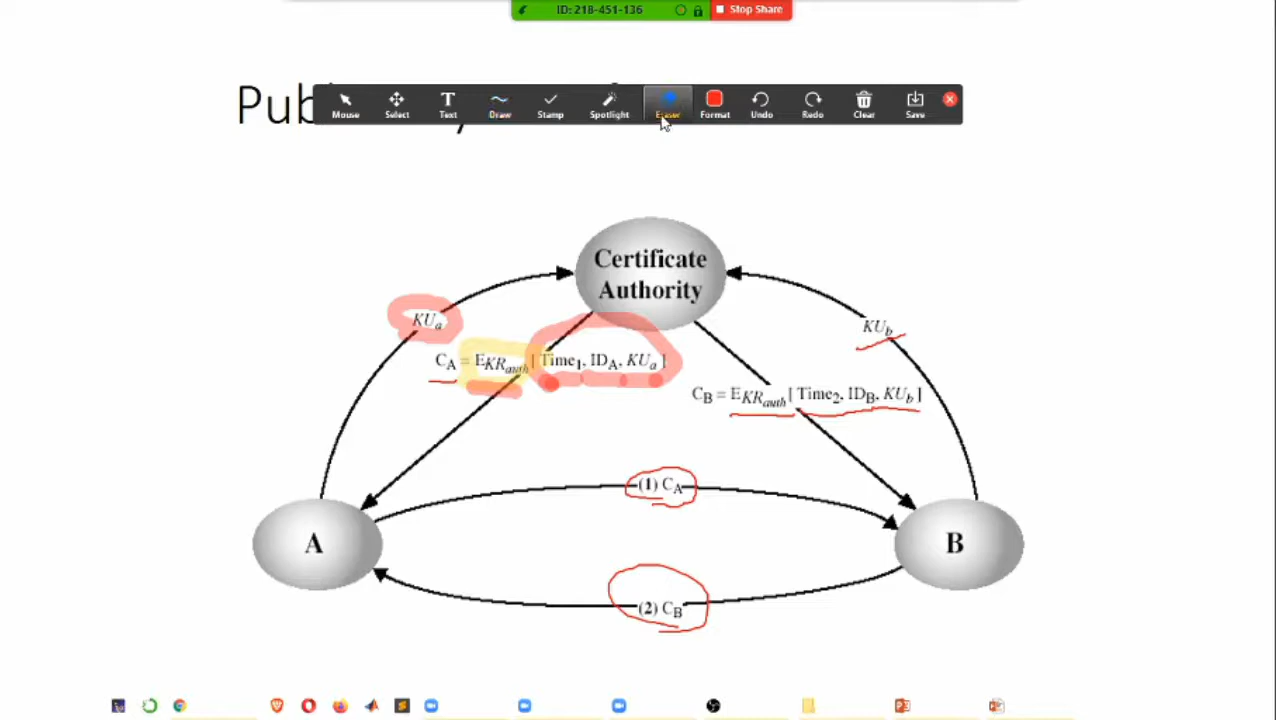 ID: 218-451-136 Stop Share
Pub
Mouse Select Text Draw Stamp Spotlight Eraser Format Undo Redo Clear Save
Certificate
Authority
KUa
KUb
CA = EKRauth[ Time1, IDA, KUa ]
CB = EKRauth[ Time2, IDB, KUb ]
(1) CA
A
B
(2) CB